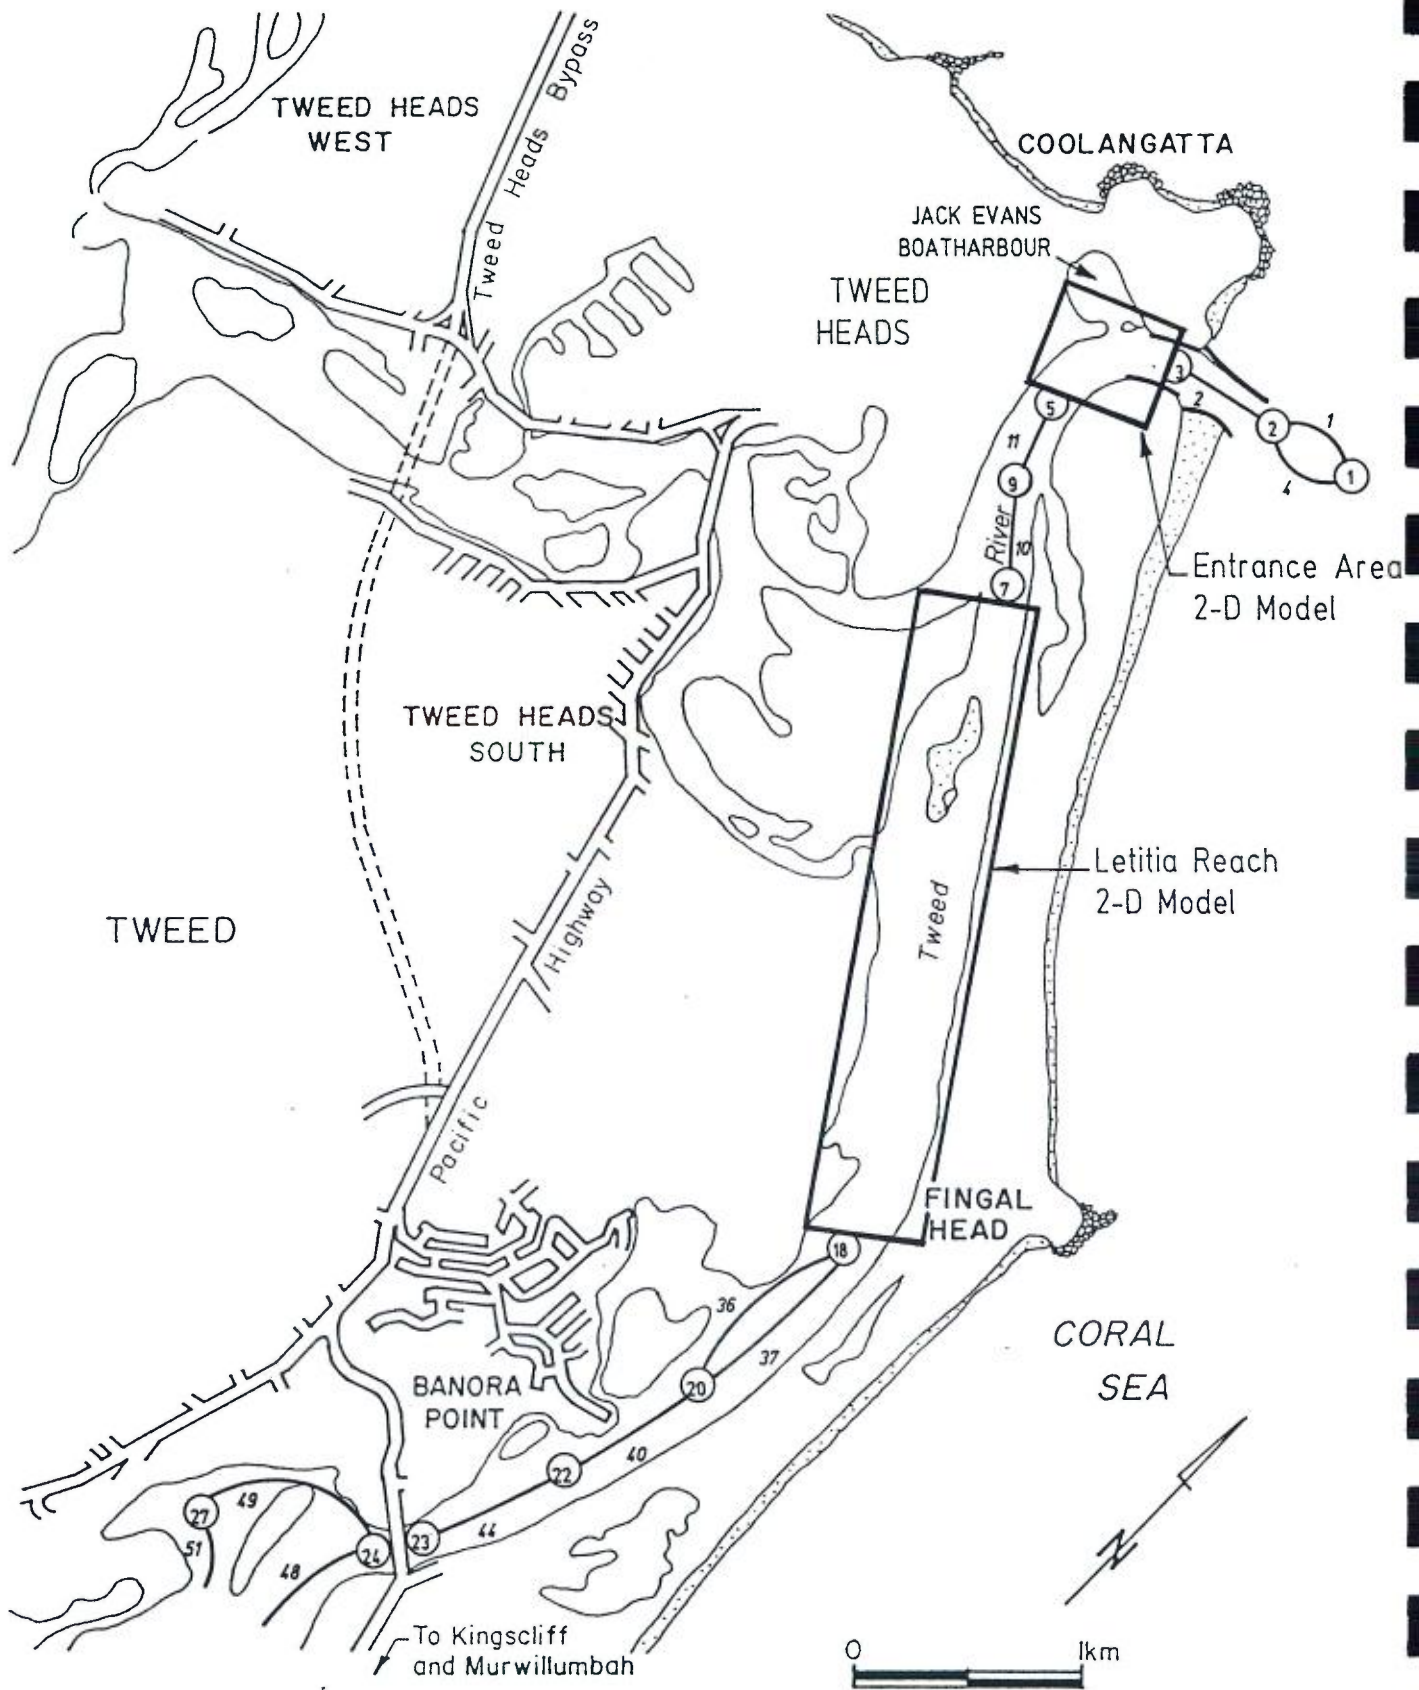 TWEED HEADS
WEST
Tweed Heads Bypass
COOLANGATTA
JACK EVANS
BOATHARBOUR
TWEED
HEADS
3
5
2
2
1
1
4
11
9
River
10
7
Entrance Area
2-D Model
TWEED HEADS
SOUTH
Letitia Reach
2-D Model
Tweed
TWEED
Pacific Highway
FINGAL
HEAD
18
36
37
20
CORAL
SEA
BANORA
POINT
40
22
49
27
44
23
24
51
48
N
To Kingscliff
and Murwillumbah
0 1km